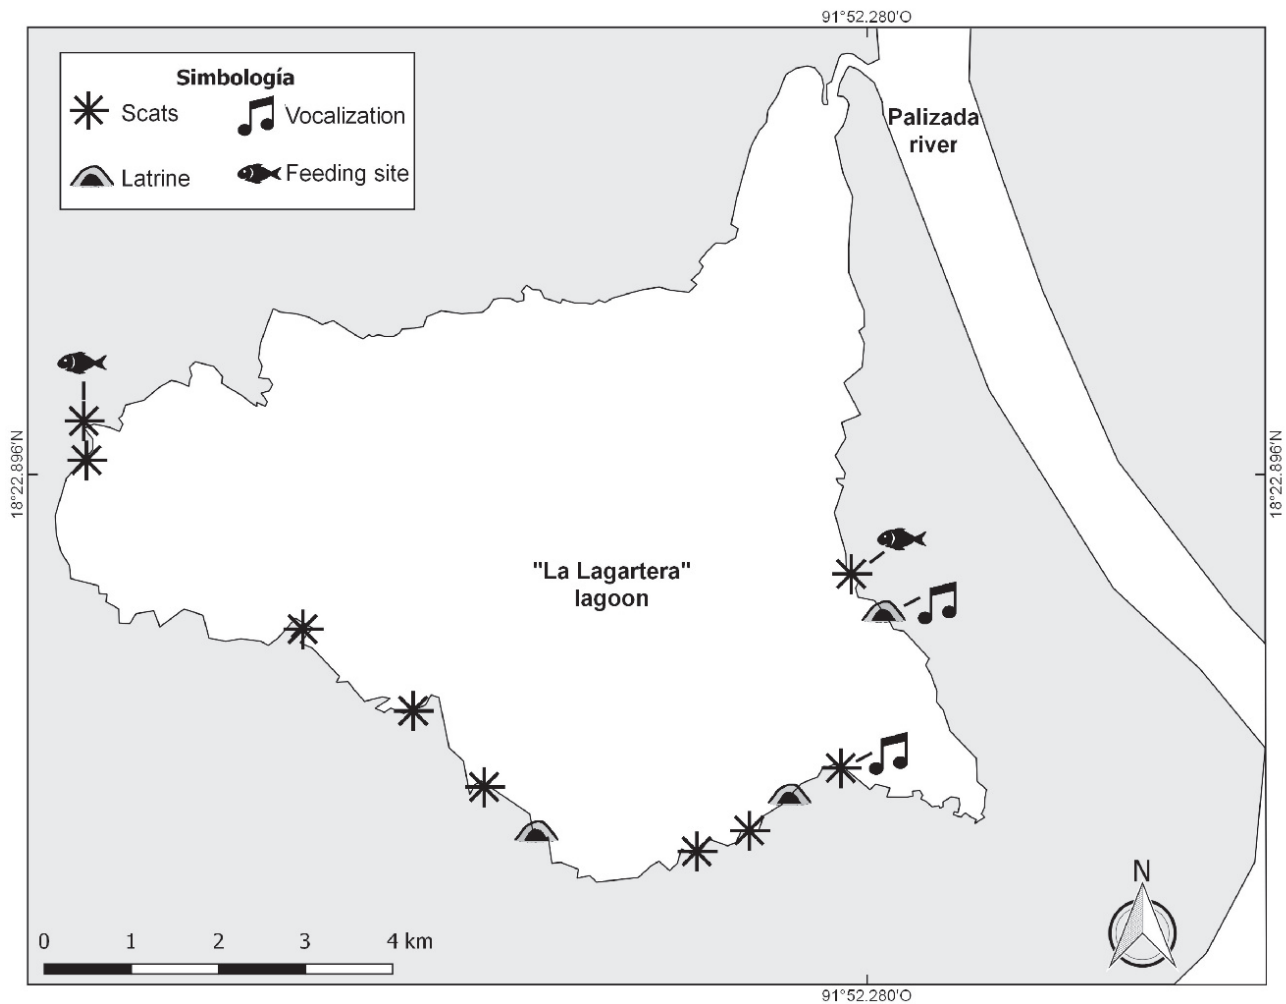 91°52.280'O
Simbología
Scats
Vocalization
Latrine
Feeding site
Palizada
river
18°22.896'N
18°22.896'N
"La Lagartera"
lagoon
N
0 1 2 3 4 km
91°52.280'O